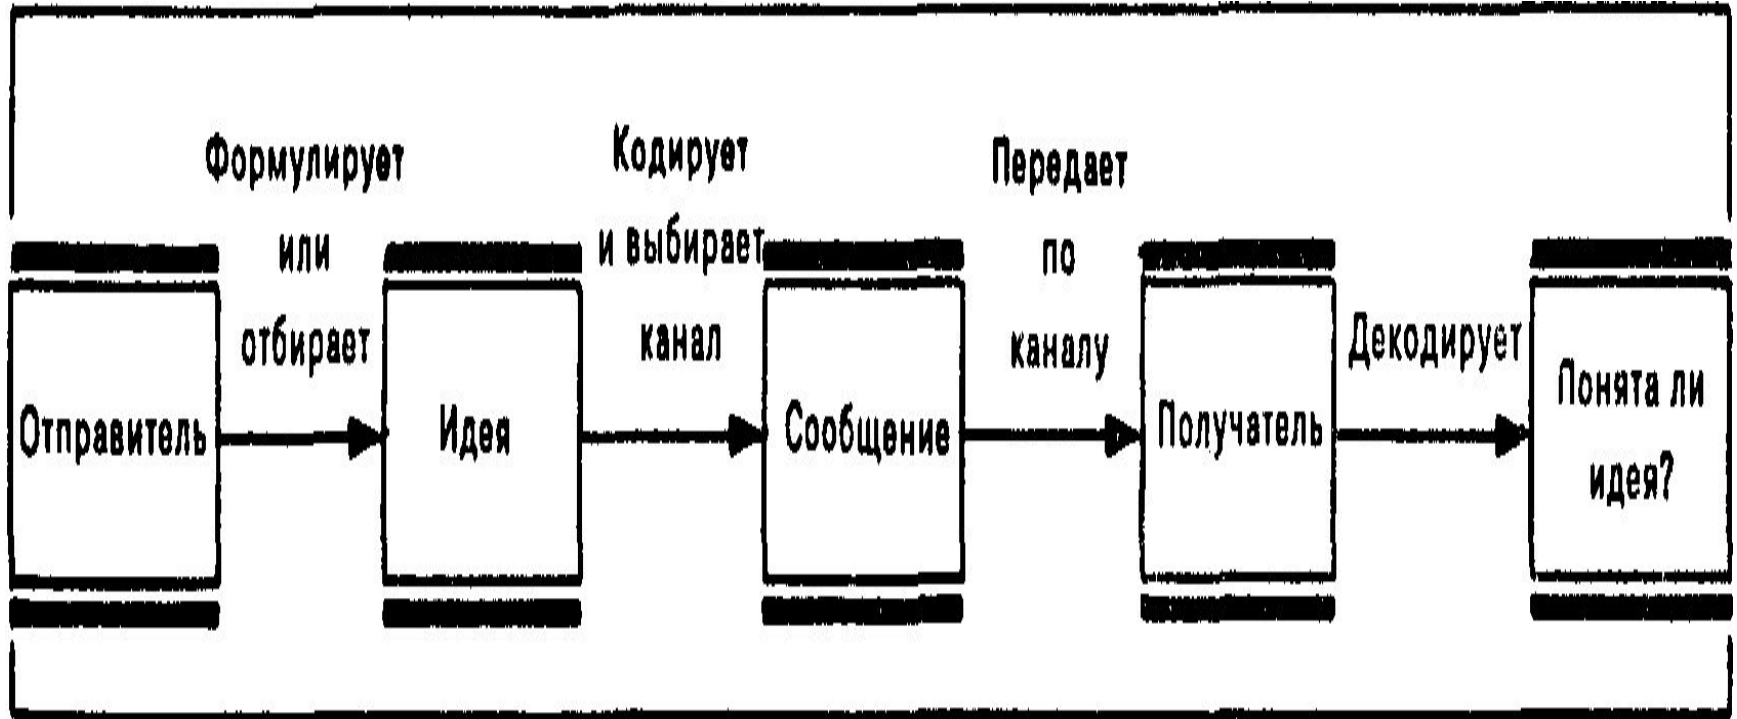 Формулирует
или
отбирает
Кодирует
и выбирает
канал
Передает
по
каналу
Декодирует
Отправитель
Идея
Сообщение
Получатель
Понята ли
идея?